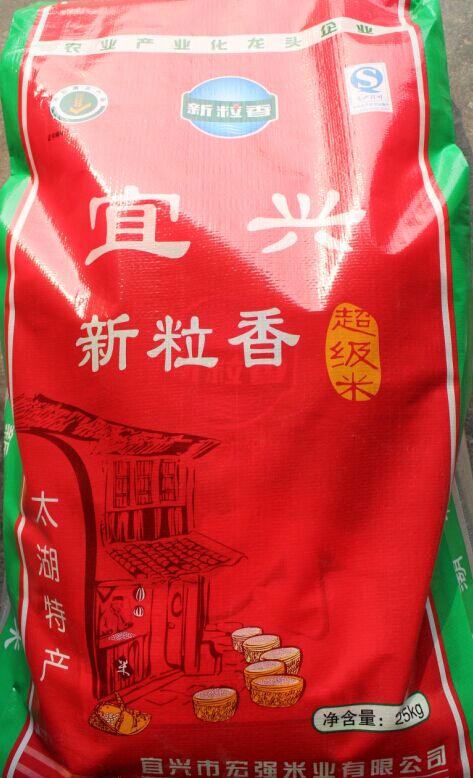 农业产业化龙头企业
新粒香
宜兴
新粒香
超级米
太湖特产
米
净含量：25kg
宜兴市宏强米业有限公司